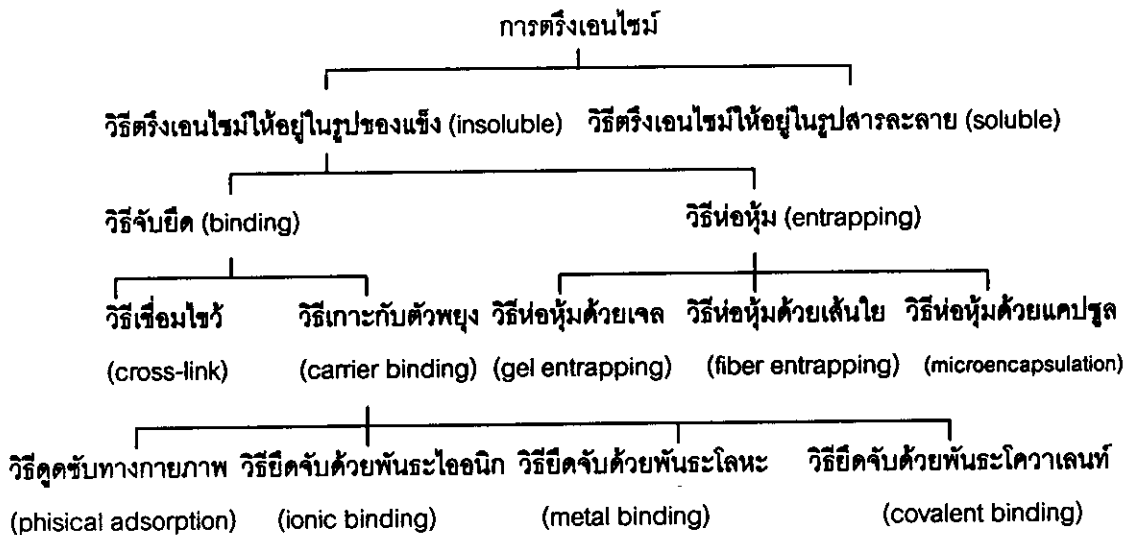 การตรึงเอนไซม์
วิธีตรึงเอนไซม์ให้อยู่ในรูปของแข็ง (insoluble) วิธีตรึงเอนไซม์ให้อยู่ในรูปสารละลาย (soluble)
วิธีจับยึด (binding) วิธีห่อหุ้ม (entrapping)
วิธีเชื่อมไขว้ วิธีเกาะกับตัวพยุง วิธีห่อหุ้มด้วยเจล วิธีห่อหุ้มด้วยเส้นใย วิธีห่อหุ้มด้วยแคปซูล
(cross-link) (carrier binding) (gel entrapping) (fiber entrapping) (microencapsulation)
วิธีดูดซับทางกายภาพ วิธียึดจับด้วยพันธะไอออนิก วิธียึดจับด้วยพันธะโลหะ วิธียึดจับด้วยพันธะโควาเลนท์
(phisical adsorption) (ionic binding) (metal binding) (covalent binding)